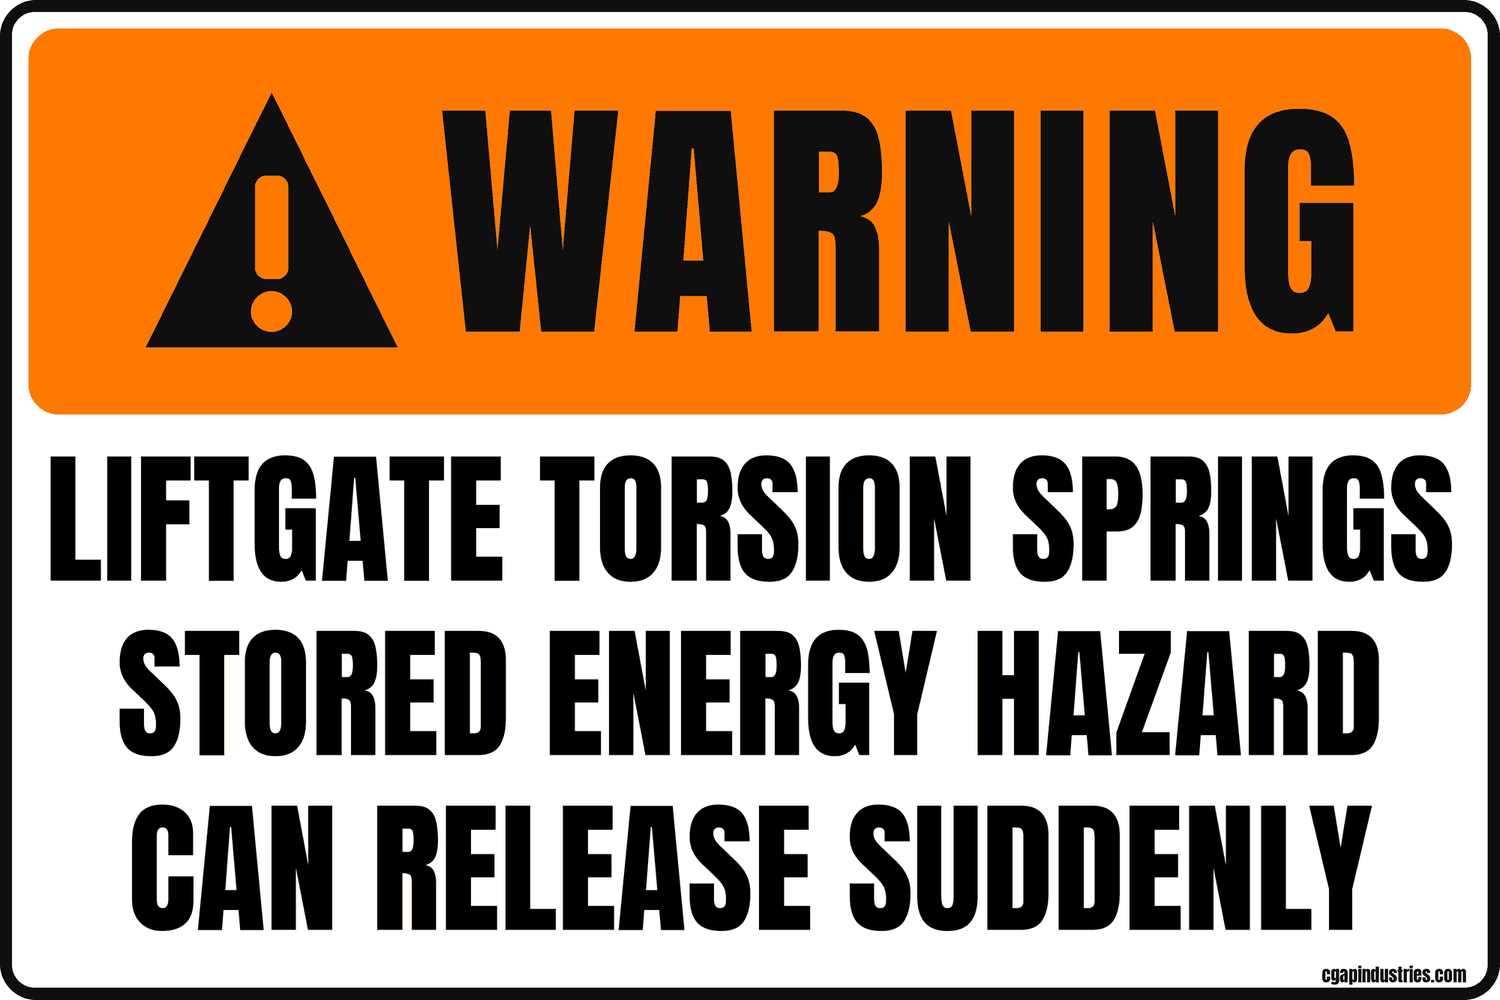 WARNING
LIFTGATE TORSION SPRINGS
STORED ENERGY HAZARD
CAN RELEASE SUDDENLY
cgapindustries.com